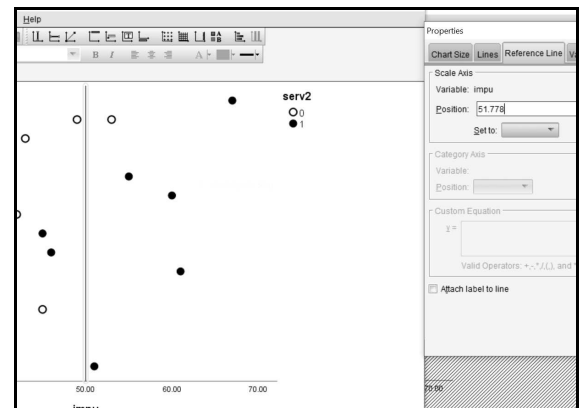 Help
B I A
Properties
Chart Size Lines Reference Line
Scale Axis
Variable: impu
Position: 51.778
Set to:
Category Axis
Variable:
Position:
Custom Equation
y =
Valid Operators: +,-,*,/,(,), and
Attach label to line
serv2
0
1
50.00 60.00 70.00
70.00
impu